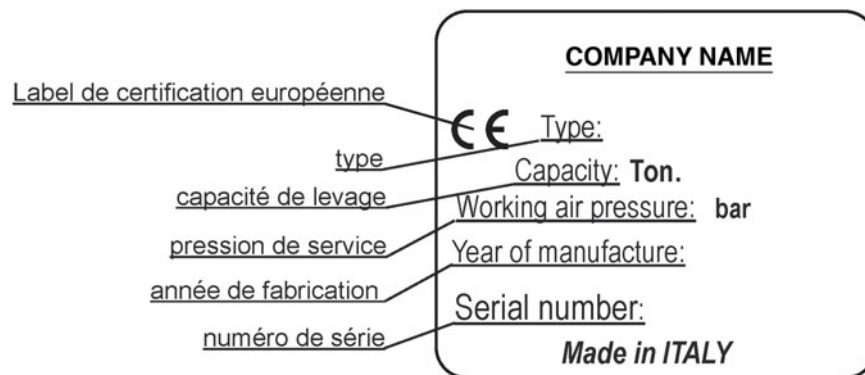 COMPANY NAME
Label de certification européenne
CE Type:
type
Capacity: Ton.
capacité de levage
Working air pressure: bar
pression de service
Year of manufacture:
année de fabrication
Serial number:
numéro de série
Made in ITALY